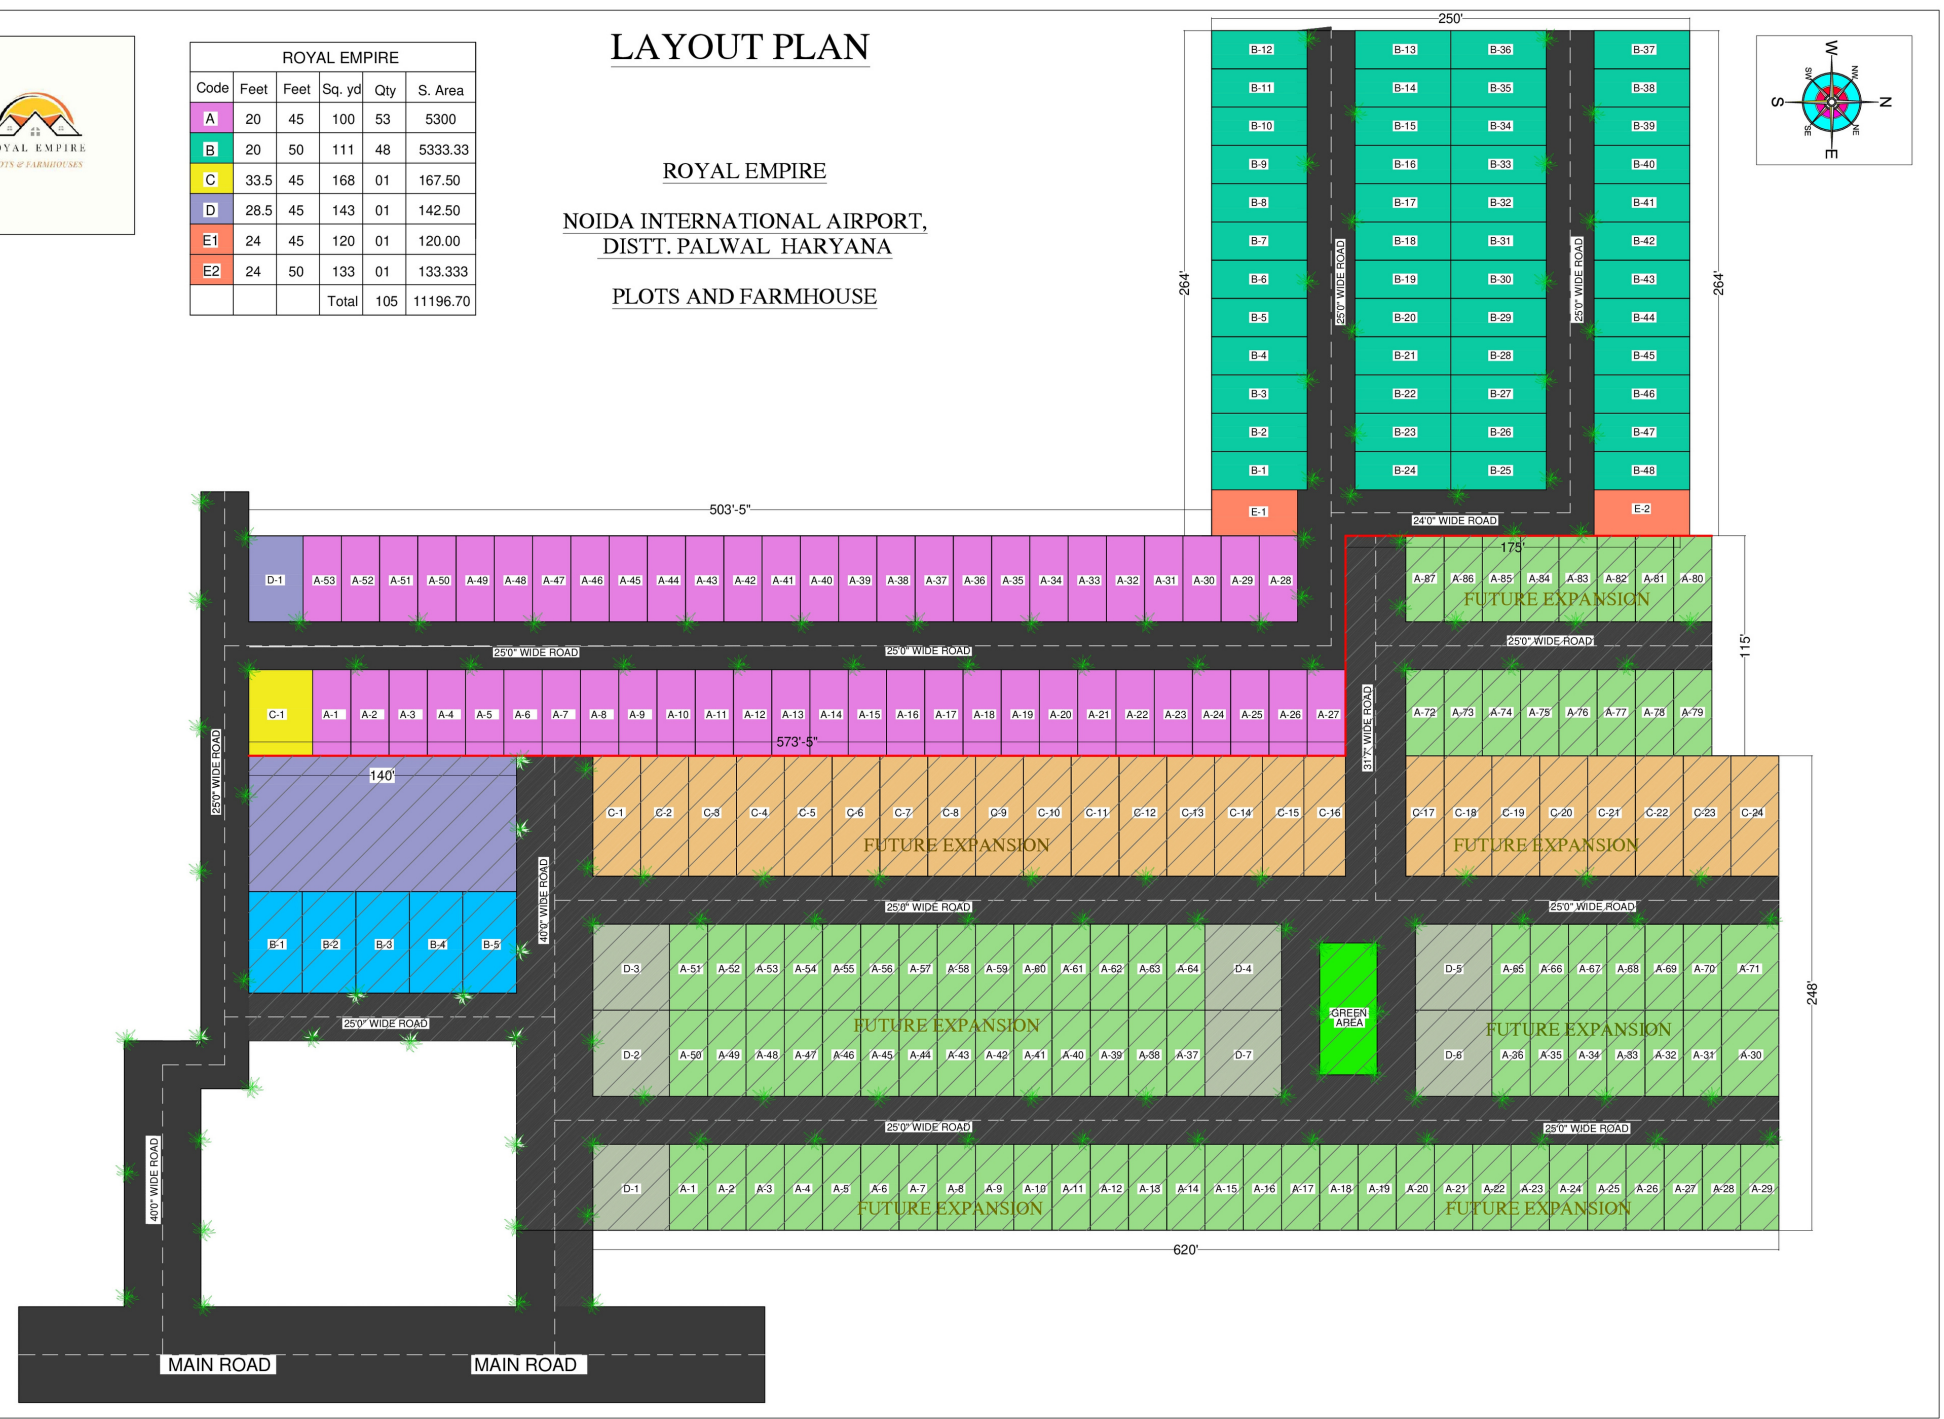 YAL EMPIRE
OTS & FARMHOUSES
ROYAL EMPIRE
Code Feet Feet Sq. yd Qty S. Area
A 20 45 100 53 5300
B 20 50 111 48 5333.33
C 33.5 45 168 01 167.50
D 28.5 45 143 01 142.50
E1 24 45 120 01 120.00
E2 24 50 133 01 133.333
Total 105 11196.70
LAYOUT PLAN
ROYAL EMPIRE
NOIDA INTERNATIONAL AIRPORT,
DISTT. PALWAL HARYANA
PLOTS AND FARMHOUSE
250'
W
SW NW
S N
SE NE
E
B-12 B-13 B-36 B-37
B-11 B-14 B-35 B-38
B-10 B-15 B-34 B-39
B-9 B-16 B-33 B-40
B-8 B-17 B-32 B-41
B-7 B-18 B-31 B-42
B-6 B-19 B-30 B-43
B-5 B-20 B-29 B-44
B-4 B-21 B-28 B-45
B-3 B-22 B-27 B-46
B-2 B-23 B-26 B-47
B-1 B-24 B-25 B-48
264'
25'0" WIDE ROAD
25'0" WIDE ROAD
264'
503'-5"
E-1
24'0" WIDE ROAD
E-2
175'
D-1 A-53 A-52 A-51 A-50 A-49 A-48 A-47 A-46 A-45 A-44 A-43 A-42 A-41 A-40 A-39 A-38 A-37 A-36 A-35 A-34 A-33 A-32 A-31 A-30 A-29 A-28
A-87 A-86 A-85 A-84 A-83 A-82 A-81 A-80
FUTURE EXPANSION
25'0" WIDE ROAD
25'0" WIDE ROAD
25'0" WIDE ROAD
115'
C-1 A-1 A-2 A-3 A-4 A-5 A-6 A-7 A-8 A-9 A-10 A-11 A-12 A-13 A-14 A-15 A-16 A-17 A-18 A-19 A-20 A-21 A-22 A-23 A-24 A-25 A-26 A-27
A-72 A-73 A-74 A-75 A-76 A-77 A-78 A-79
573'-5"
31'7" WIDE ROAD
25'0" WIDE ROAD
140'
C-1 C-2 C-3 C-4 C-5 C-6 C-7 C-8 C-9 C-10 C-11 C-12 C-13 C-14 C-15 C-16
C-17 C-18 C-19 C-20 C-21 C-22 C-23 C-24
FUTURE EXPANSION
FUTURE EXPANSION
40'0" WIDE ROAD
25'0" WIDE ROAD
25'0" WIDE ROAD
B-1 B-2 B-3 B-4 B-5
D-3 A-51 A-52 A-53 A-54 A-55 A-56 A-57 A-58 A-59 A-60 A-61 A-62 A-63 A-64 D-4
D-5 A-65 A-66 A-67 A-68 A-69 A-70 A-71
248'
GREEN
AREA
25'0" WIDE ROAD
FUTURE EXPANSION
FUTURE EXPANSION
D-2 A-50 A-49 A-48 A-47 A-46 A-45 A-44 A-43 A-42 A-41 A-40 A-39 A-38 A-37 D-7
D-6 A-36 A-35 A-34 A-33 A-32 A-31 A-30
25'0" WIDE ROAD
25'0" WIDE ROAD
40'0" WIDE ROAD
D-1 A-1 A-2 A-3 A-4 A-5 A-6 A-7 A-8 A-9 A-10 A-11 A-12 A-13 A-14 A-15 A-16 A-17 A-18 A-19 A-20 A-21 A-22 A-23 A-24 A-25 A-26 A-27 A-28 A-29
FUTURE EXPANSION
FUTURE EXPANSION
620'
MAIN ROAD
MAIN ROAD